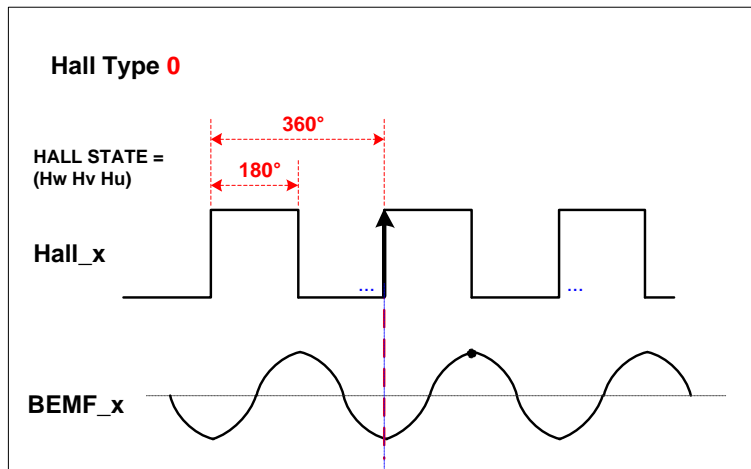 Hall Type 0
360°
HALL STATE =
(Hw Hv Hu)
180°
Hall_x
...
...
BEMF_x